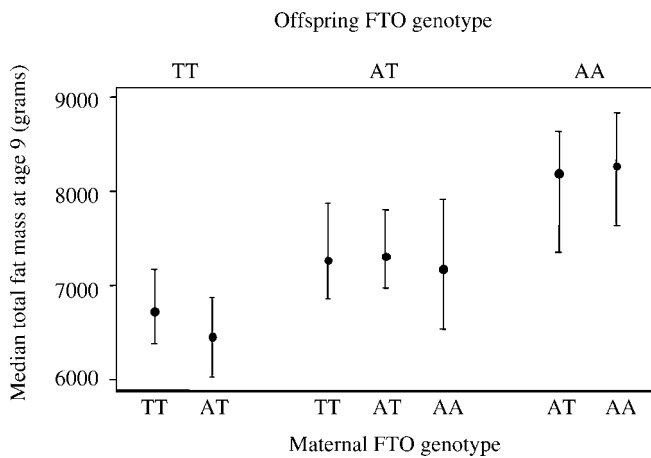 Offspring FTO genotype
TT AT AA
Median total fat mass at age 9 (grams)
9000
8000
7000
6000
TT AT TT AT AA AT AA
Maternal FTO genotype